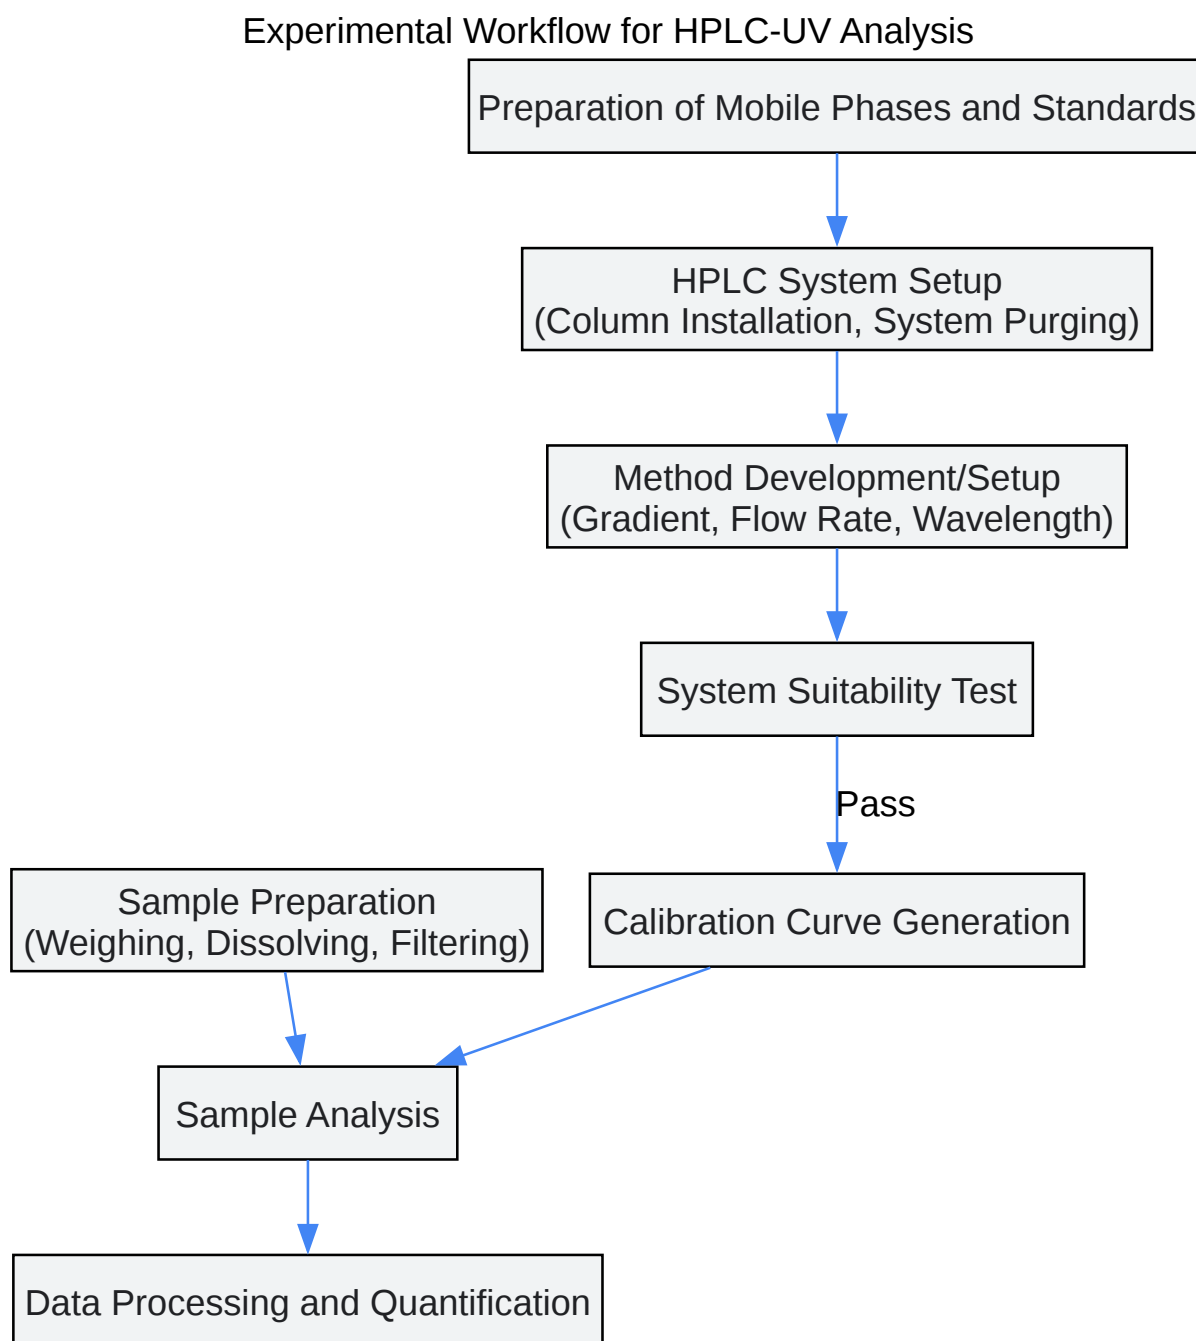 Experimental Workflow for HPLC-UV Analysis
Preparation of Mobile Phases and Standards
HPLC System Setup
(Column Installation, System Purging)
Method Development/Setup
(Gradient, Flow Rate, Wavelength)
System Suitability Test
Pass
Sample Preparation
(Weighing, Dissolving, Filtering)
Calibration Curve Generation
Sample Analysis
Data Processing and Quantification